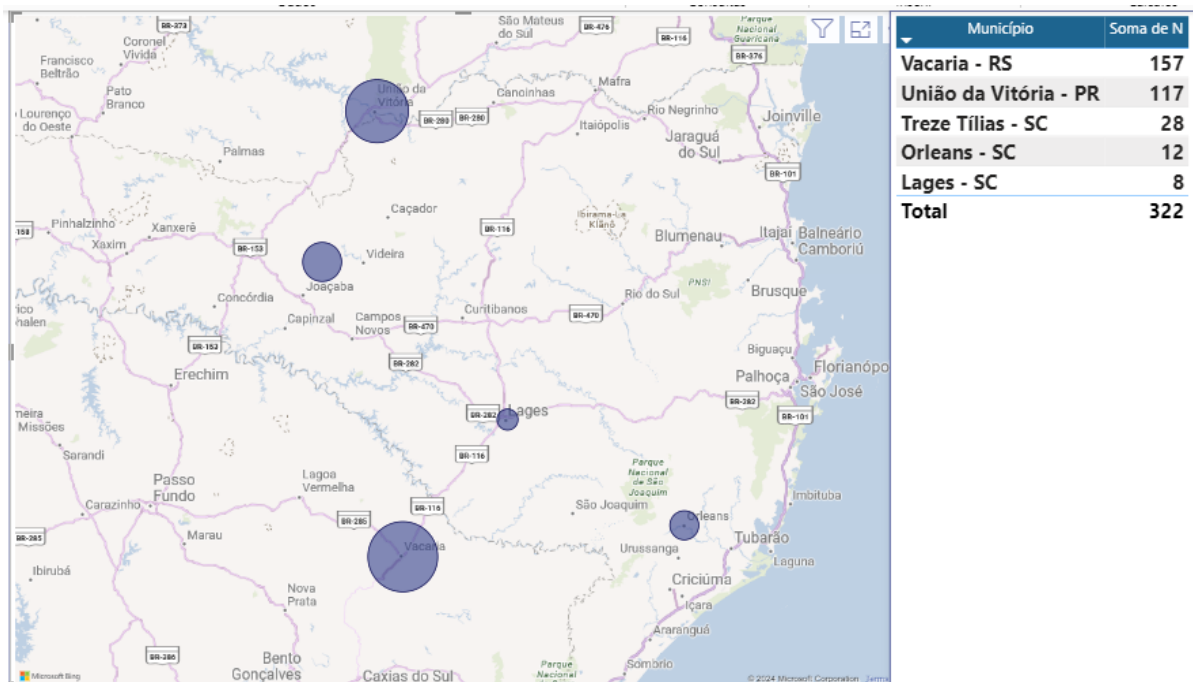 BR-373
São Mateus
do Sul
BR-476
BR-116
Parque
Nacional
Guaricana
BR-376
Coronel
Vivida
Francisco
Beltrão
Pato
Branco
União da
Vitória
Canoinhas
Mafra
Rio Negrinho
Joinville
Lourenço
do Oeste
BR-280
BR-280
Itaiópolis
Jaraguá
do Sul
Palmas
BR-101
Caçador
Pinhalzinho
Xanxerê
Xaxim
BR-153
Videira
BR-116
Ibirama-La
Klãnõ
Blumenau
Itajaí
Balneário
Camboriú
Joaçaba
PNSI
Brusque
Concórdia
Capinzal
Campos
Novos
BR-470
Curitibanos
BR-470
Rio do Sul
BR-153
BR-282
Biguaçu
Florianópo
Palhoça
São José
Erechim
BR-282
Lages
BR-282
BR-101
Sarandi
BR-116
Passo
Fundo
Lagoa
Vermelha
Parque
Nacional
de São
Joaquim
Carazinho
BR-285
BR-116
São Joaquim
Orleans
Imbituba
BR-285
Marau
Vacaria
Urussanga
Tubarão
Laguna
Ibirubá
Nova
Prata
Criciúma
Içara
Araranguá
BR-386
Bento
Gonçalves
Caxias do Sul
Parque
Nacional
Sombrio
Microsoft Bing
© 2024 Microsoft Corporation
Terms
Município Soma de N
Vacaria - RS 157
União da Vitória - PR 117
Treze Tílias - SC 28
Orleans - SC 12
Lages - SC 8
Total 322